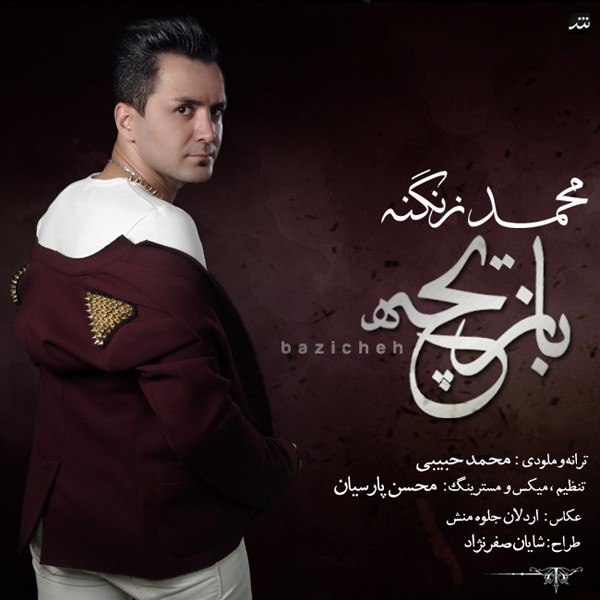 محمد زنگنه
بازیچه
bazicheh
ترانه و ملودی : محمد حبیبی
تنظیم ، میکس و مسترینگ: محسن پارسیان
عکاس: اردلان جلوه منش
طراح: شایان صفرنژاد